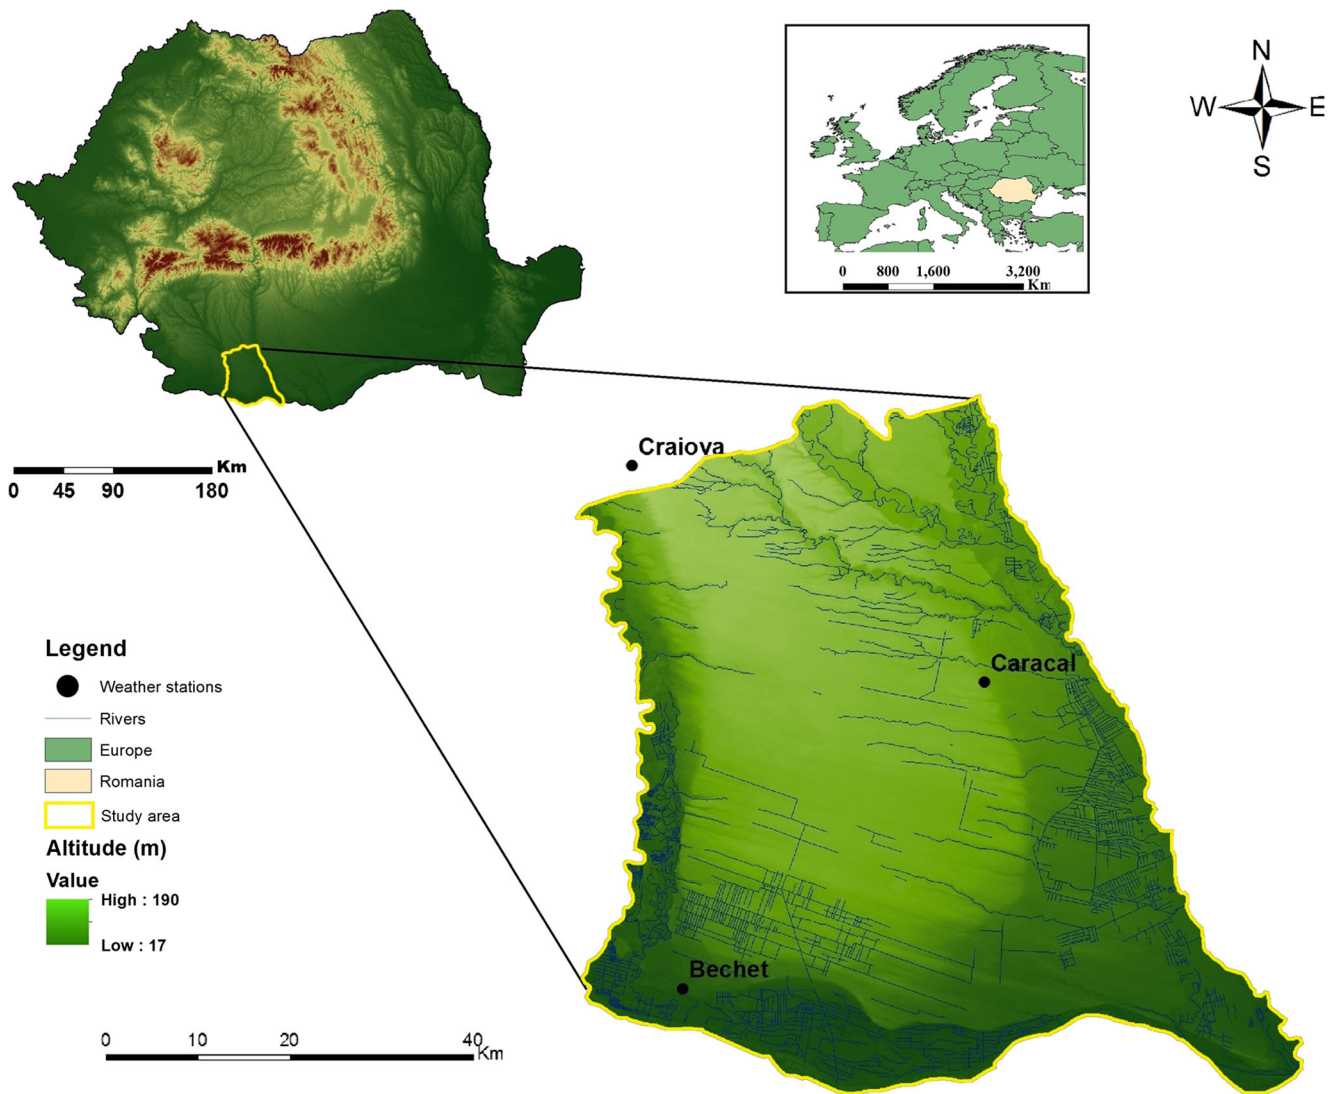 N
W E
S
0 800 1,600 3,200
Km
Km
0 45 90 180
Craiova
Caracal
Bechet
Legend
Weather stations
Rivers
Europe
Romania
Study area
Altitude (m)
Value
High : 190
Low : 17
0 10 20 40
Km